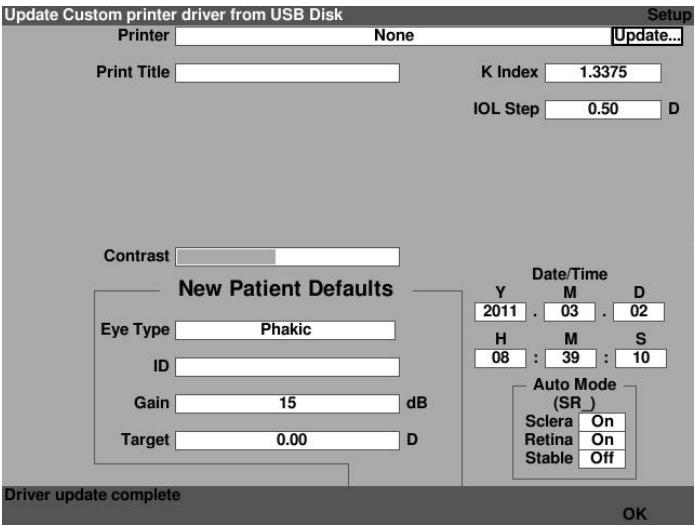 Update Custom printer driver from USB Disk Setup
Printer None Update...
Print Title K Index 1.3375
IOL Step 0.50 D
Contrast
Date/Time
New Patient Defaults Y M D
2011 . 03 . 02
Eye Type Phakic H M S
ID 08 : 39 : 10
Auto Mode
Gain 15 dB (SR_)
Sclera On
Target 0.00 D Retina On
Stable Off
Driver update complete
OK